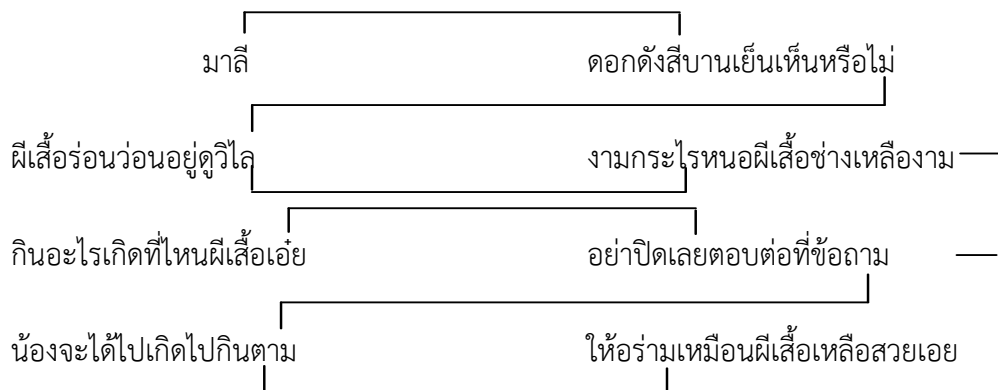 มาลี ดอกดังสีบานเย็นเห็นหรือไม่
ผีเสื้อร่อนว่อนอยู่ดูวิไล งามกระไรหนอผีเสื้อช่างเหลืองาม
กินอะไรเกิดที่ไหนผีเสื้อเอ๋ย อย่าปิดเลยตอบต่อที่ข้อถาม
น้องจะได้ไปเกิดไปกินตาม ให้อร่ามเหมือนผีเสื้อเหลือสวยเอย